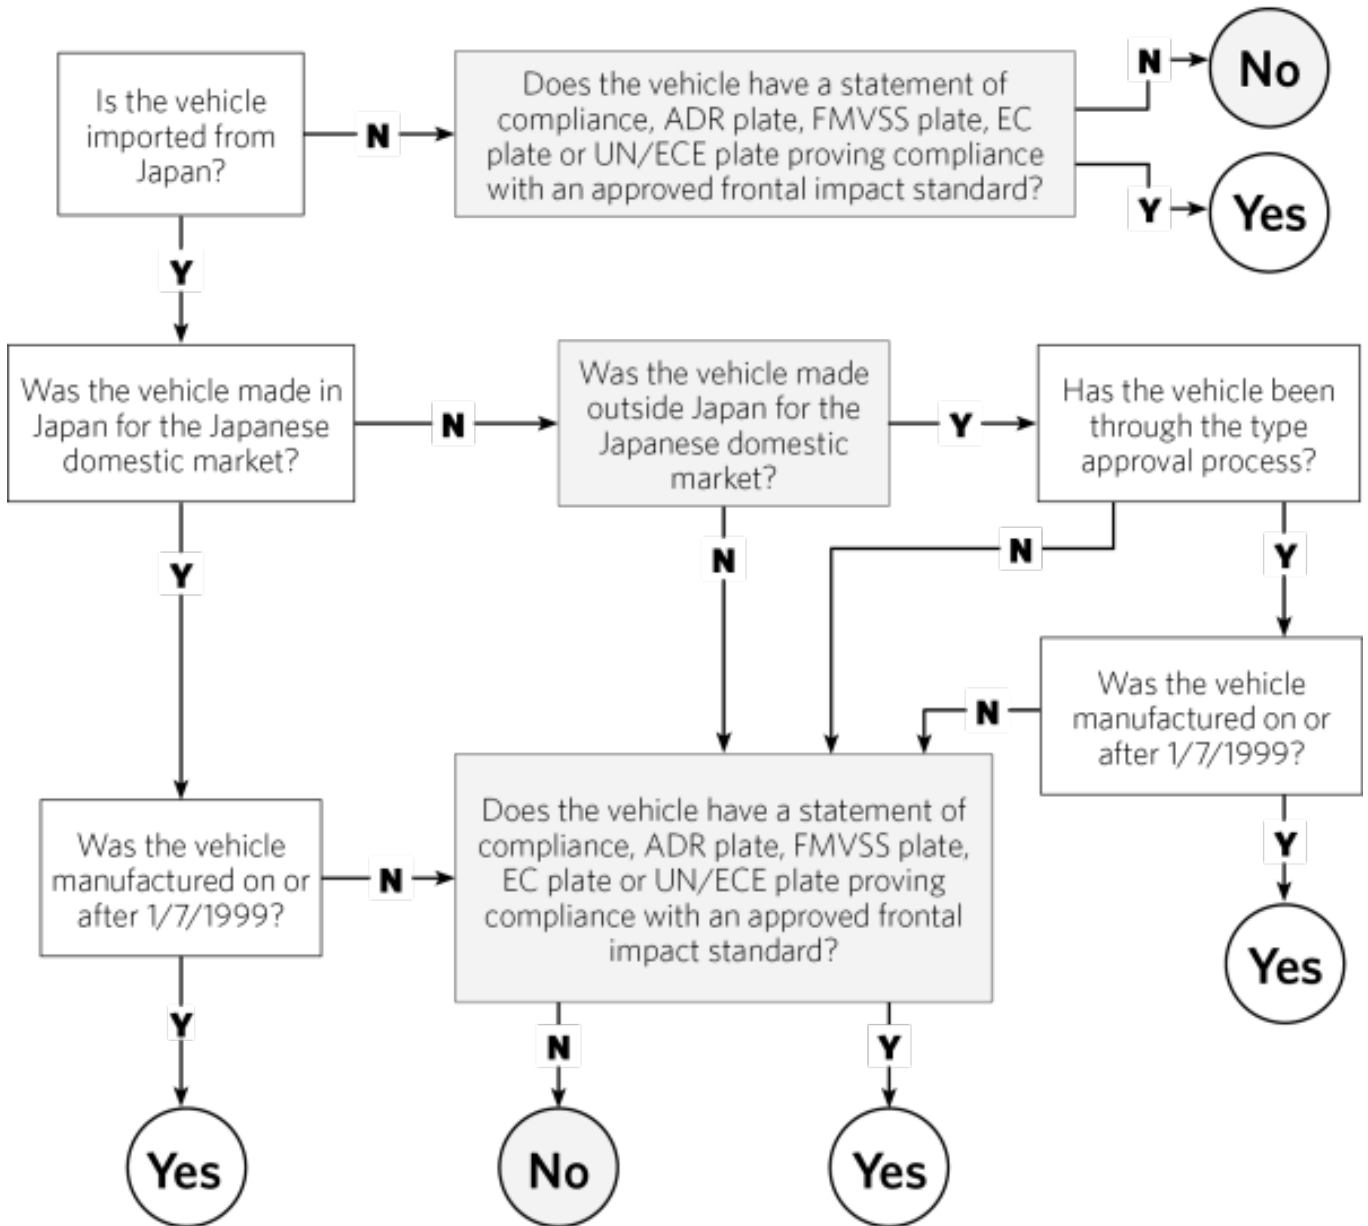 Is the vehicle
imported from
Japan?
N
Does the vehicle have a statement of
compliance, ADR plate, FMVSS plate, EC
plate or UN/ECE plate proving compliance
with an approved frontal impact standard?
N
No
Y
Yes
Y
Was the vehicle made in
Japan for the Japanese
domestic market?
N
Was the vehicle made
outside Japan for the
Japanese domestic
market?
Y
Has the vehicle been
through the type
approval process?
Y
N
N
Y
Was the vehicle
manufactured on or
after 1/7/1999?
N
Y
Yes
Was the vehicle
manufactured on or
after 1/7/1999?
N
Does the vehicle have a statement of
compliance, ADR plate, FMVSS plate,
EC plate or UN/ECE plate proving
compliance with an approved frontal
impact standard?
Y
N
Y
Yes
No
Yes